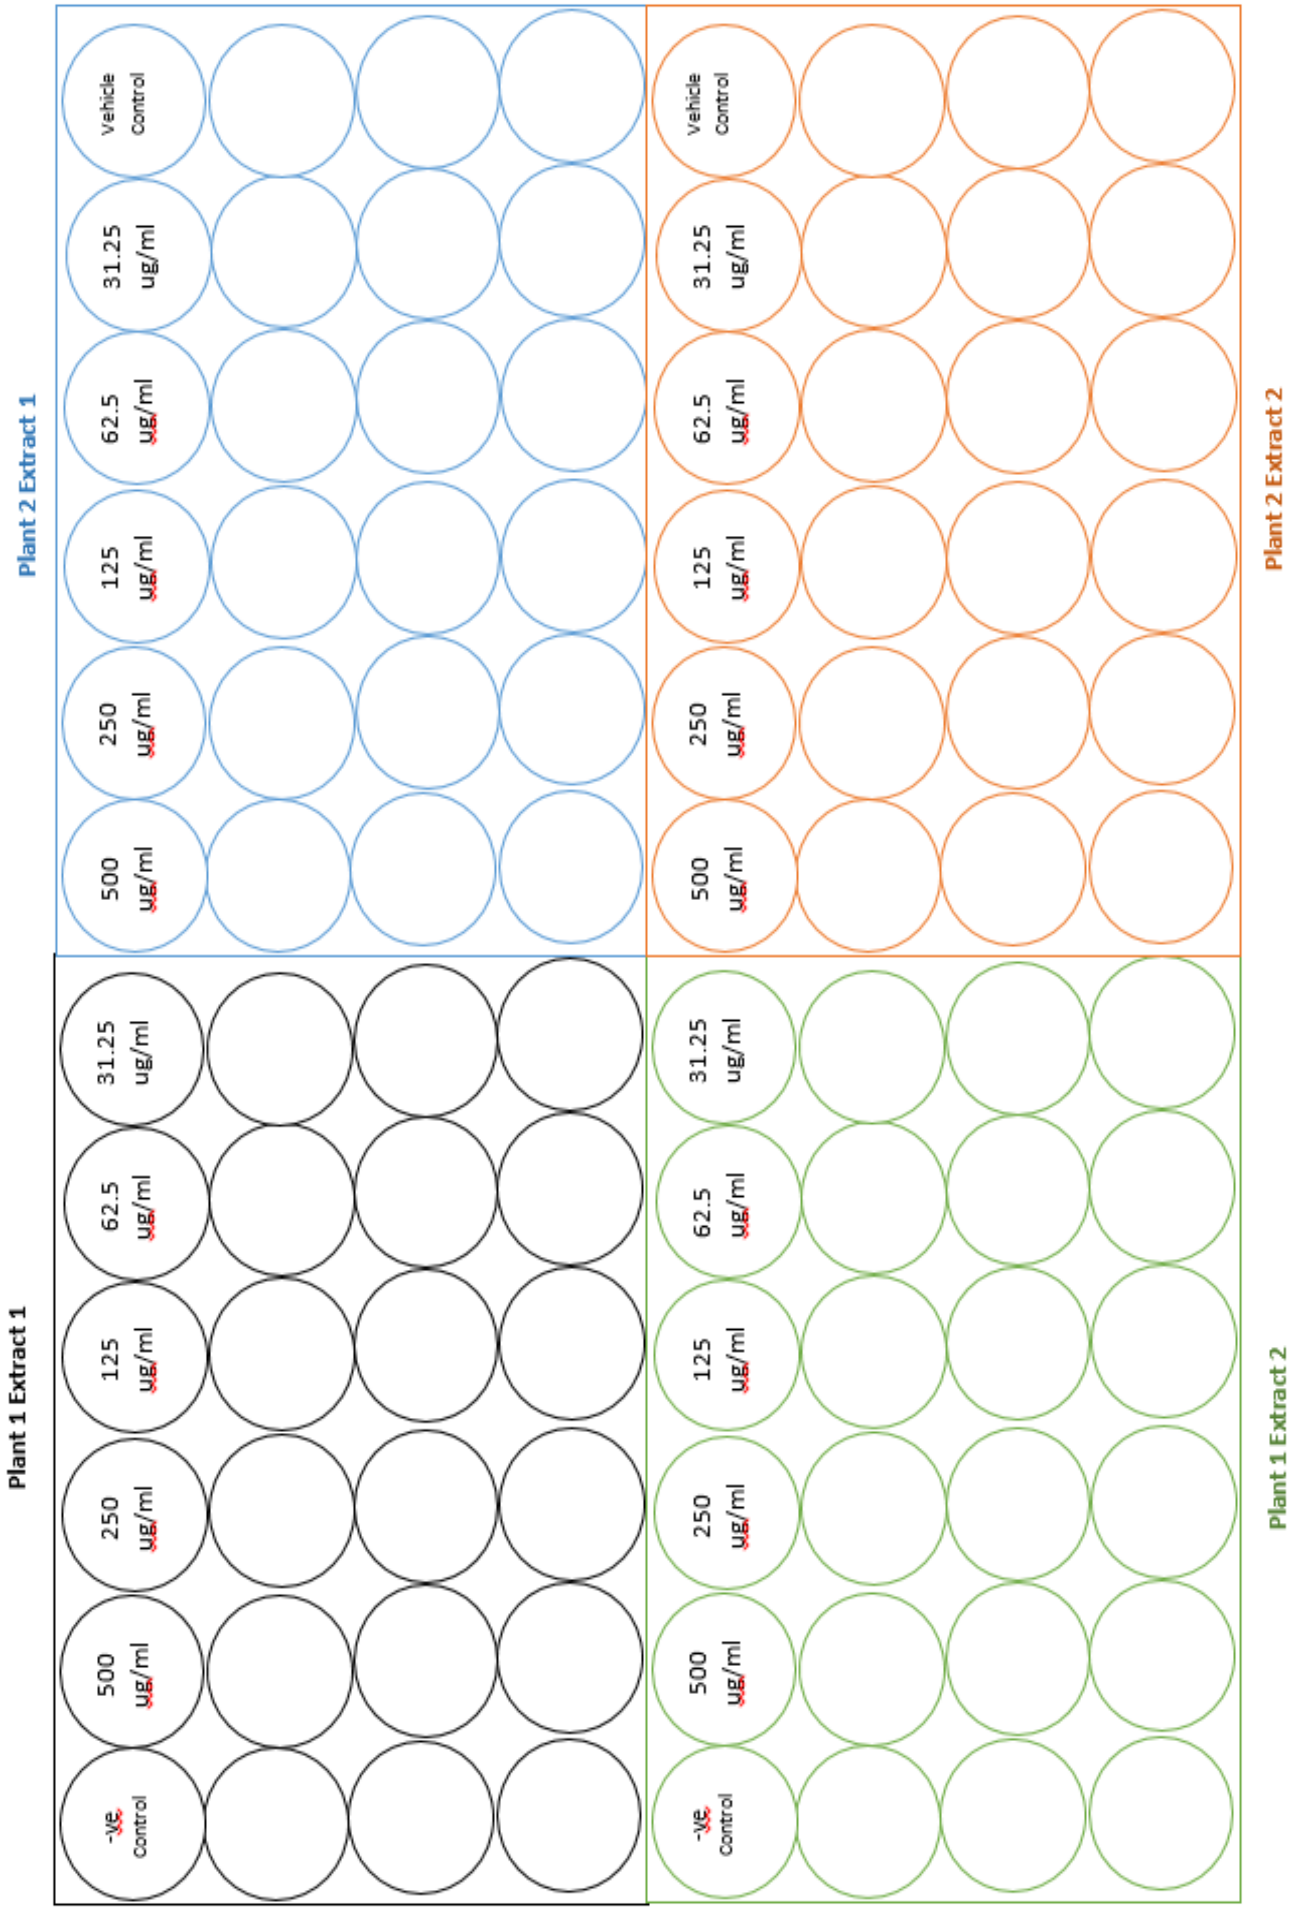 Plant 1 Extract 1
Plant 2 Extract 1
-ve
control
500
ug/ml
250
ug/ml
125
ug/ml
62.5
ug/ml
31.25
ug/ml
500
ug/ml
250
ug/ml
125
ug/ml
62.5
ug/ml
31.25
ug/ml
Vehicle
control
-ve
control
500
ug/ml
250
ug/ml
125
ug/ml
62.5
ug/ml
31.25
ug/ml
500
ug/ml
250
ug/ml
125
ug/ml
62.5
ug/ml
31.25
ug/ml
Vehicle
control
Plant 1 Extract 2
Plant 2 Extract 2